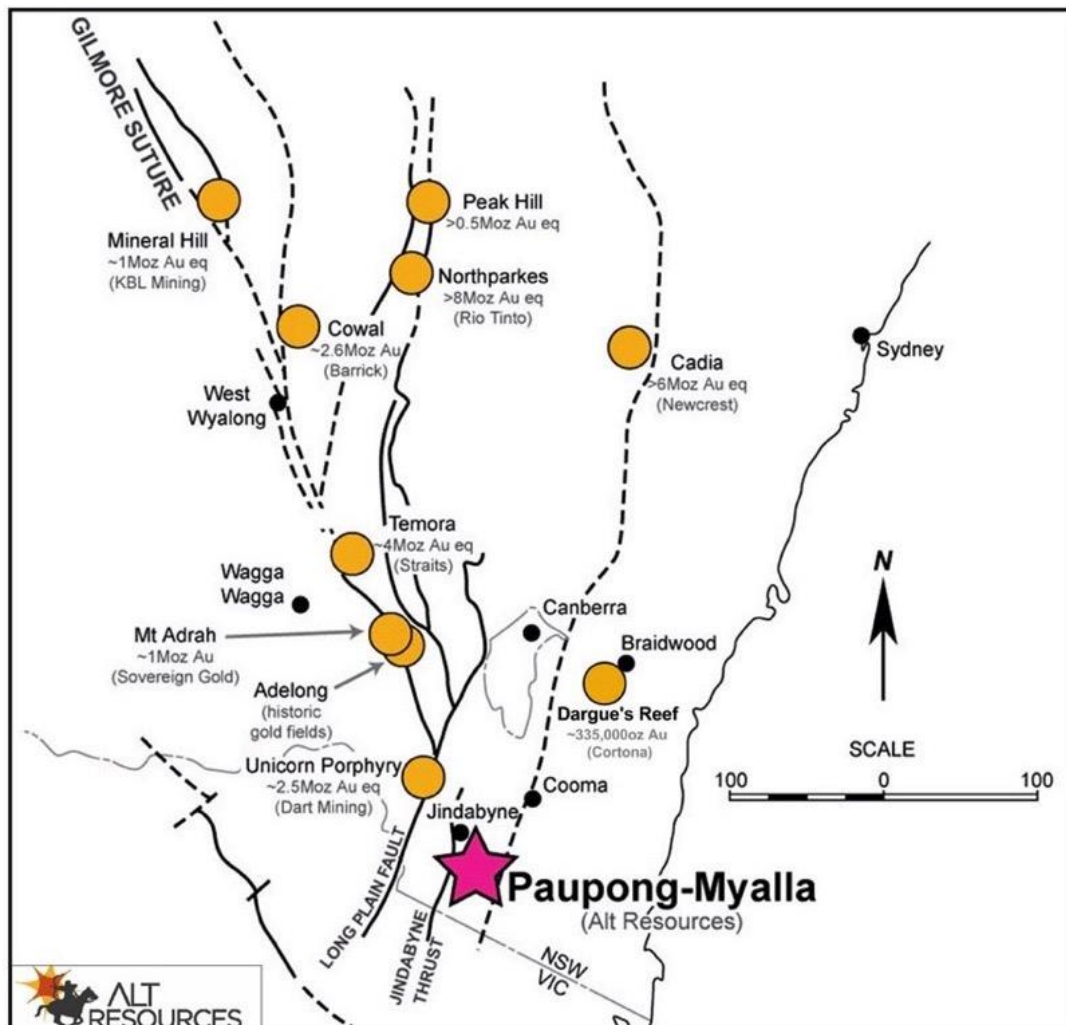 GILMORE SUTURE
Mineral Hill
~1Moz Au eq
(KBL Mining)
Peak Hill
>0.5Moz Au eq
Northparkes
>8Moz Au eq
(Rio Tinto)
Cowal
~2.6Moz Au
(Barrick)
Cadia
>6Moz Au eq
(Newcrest)
Sydney
West
Wyalong
Temora
~4Moz Au eq
(Straits)
Wagga
Wagga
Mt Adrah
~1Moz Au
(Sovereign Gold)
Adelong
(historic
gold fields)
Canberra
Braidwood
Dargue's Reef
~335,000oz Au
(Cortona)
N
SCALE
100 0 100
Unicorn Porphyry
~2.5Moz Au eq
(Dart Mining)
Cooma
Jindabyne
Paupong-Myalla
(Alt Resources)
LONG PLAIN FAULT
JINDABYNE
THRUST
NSW
VIC
ALT
RESOURCES